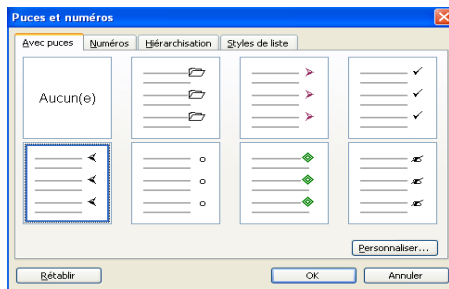 Puces et numéros
Avec puces Numéros Hiérarchisation Styles de liste
Aucun(e)
Personnaliser...
Rétablir OK Annuler